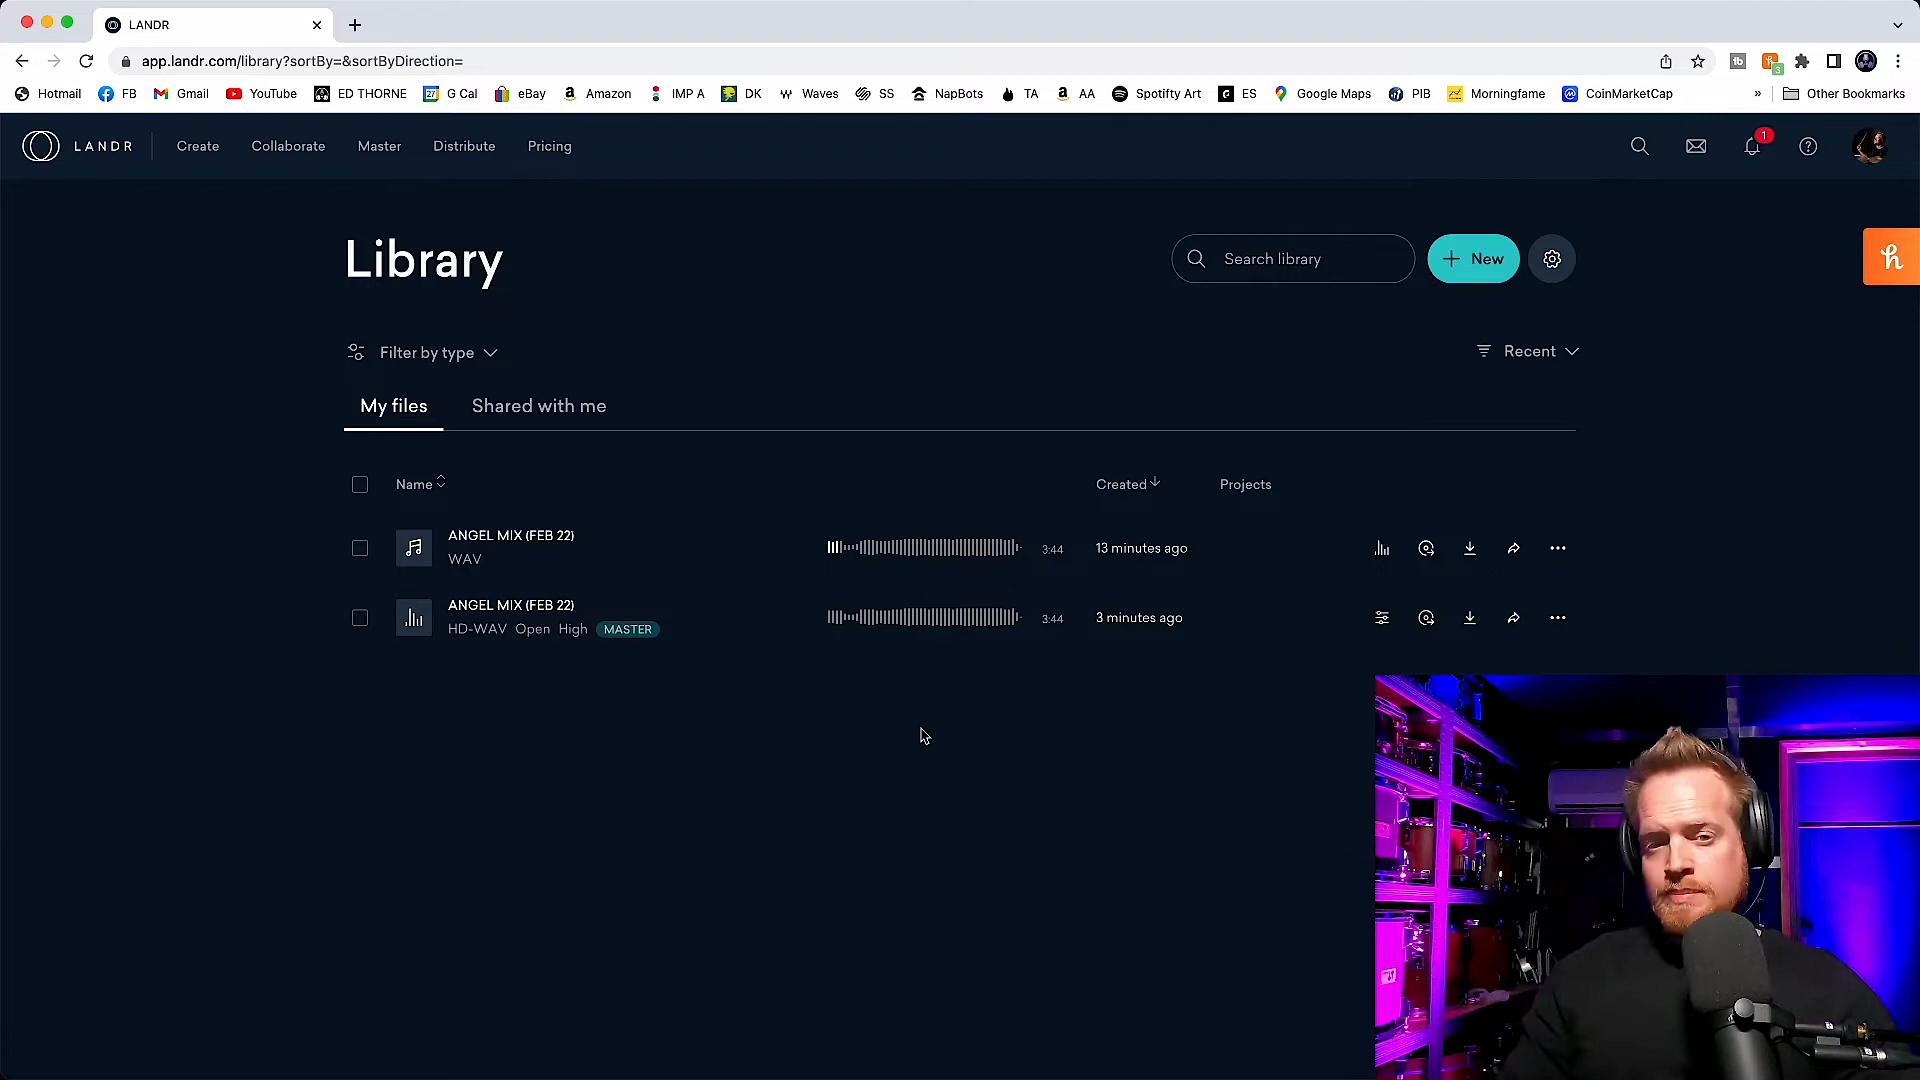 LANDR
app.landr.com/library?sortBy=&sortByDirection=
Hotmail FB Gmail YouTube ED THORNE G Cal eBay Amazon IMP A DK Waves SS NapBots TA AA Spotifty Art ES Google Maps PIB Morningfame CoinMarketCap » Other Bookmarks
LANDR Create Collaborate Master Distribute Pricing 1
Library
Search library
+ New
Filter by type
Recent
My files Shared with me
Name Created Projects
ANGEL MIX (FEB 22)
WAV
3:44 13 minutes ago
ANGEL MIX (FEB 22)
HD-WAV Open High MASTER
3:44 3 minutes ago